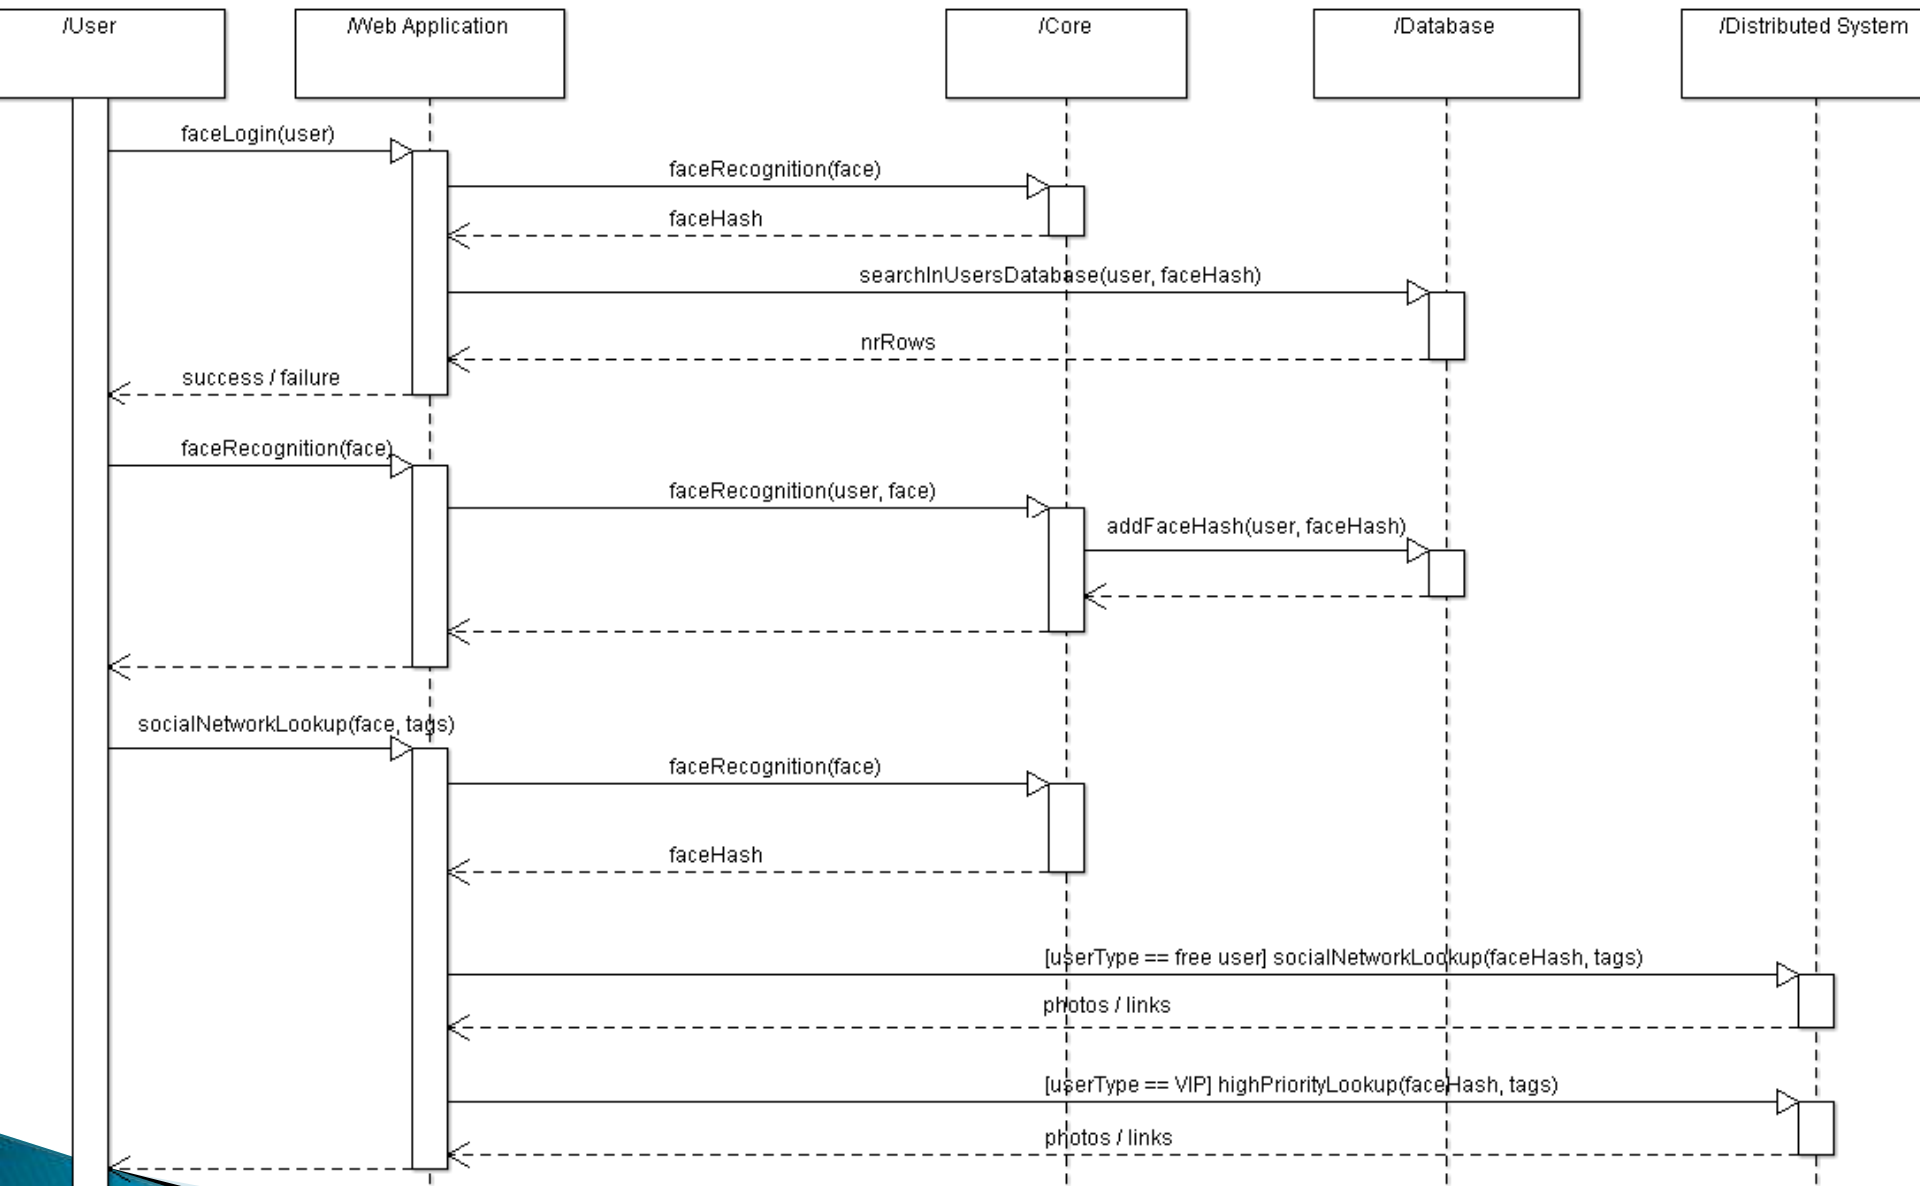 /User
/Web Application
/Core
/Database
/Distributed System
faceLogin(user)
faceRecognition(face)
faceHash
searchInUsersDatabase(user, faceHash)
nrRows
success / failure
faceRecognition(face)
faceRecognition(user, face)
addFaceHash(user, faceHash)
socialNetworkLookup(face, tags)
faceRecognition(face)
faceHash
[userType == free user] socialNetworkLookup(faceHash, tags)
photos / links
[userType == VIP] highPriorityLookup(faceHash, tags)
photos / links